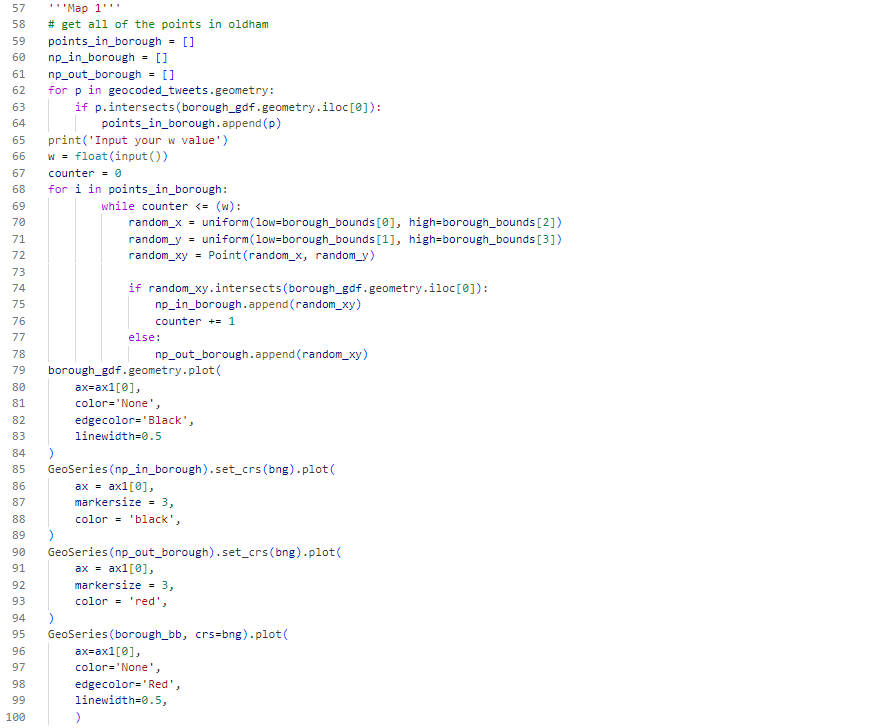 57 '''Map 1'''
58 # get all of the points in oldham
59 points_in_borough = []
60 np_in_borough = []
61 np_out_borough = []
62 for p in geocoded_tweets.geometry:
63     if p.intersects(borough_gdf.geometry.iloc[0]):
64         points_in_borough.append(p)
65 print('Input your w value')
66 w = float(input())
67 counter = 0
68 for i in points_in_borough:
69         while counter <= (w):
70             random_x = uniform(low=borough_bounds[0], high=borough_bounds[2])
71             random_y = uniform(low=borough_bounds[1], high=borough_bounds[3])
72             random_xy = Point(random_x, random_y)
73
74             if random_xy.intersects(borough_gdf.geometry.iloc[0]):
75                 np_in_borough.append(random_xy)
76                 counter += 1
77             else:
78                 np_out_borough.append(random_xy)
79 borough_gdf.geometry.plot(
80     ax=ax1[0],
81     color='None',
82     edgecolor='Black',
83     linewidth=0.5
84 )
85 GeoSeries(np_in_borough).set_crs(bng).plot(
86     ax = ax1[0],
87     markersize = 3,
88     color = 'black',
89 )
90 GeoSeries(np_out_borough).set_crs(bng).plot(
91     ax = ax1[0],
92     markersize = 3,
93     color = 'red',
94 )
95 GeoSeries(borough_bb, crs=bng).plot(
96     ax=ax1[0],
97     color='None',
98     edgecolor='Red',
99     linewidth=0.5,
100     )